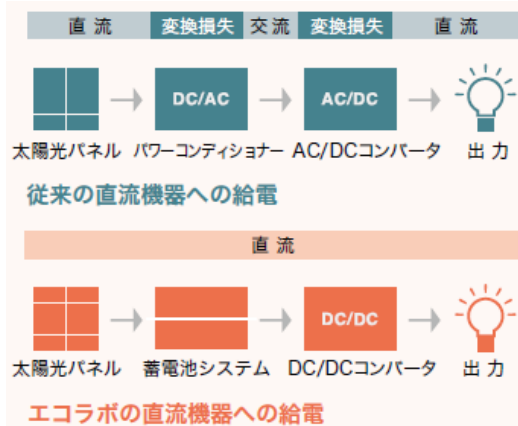 直流 変換損失 交流 変換損失 直流
DC/AC AC/DC
太陽光パネル パワーコンディショナー AC/DCコンバータ 出力
従来の直流機器への給電
直流
DC/DC
太陽光パネル 蓄電池システム DC/DCコンバータ 出力
エコラボの直流機器への給電